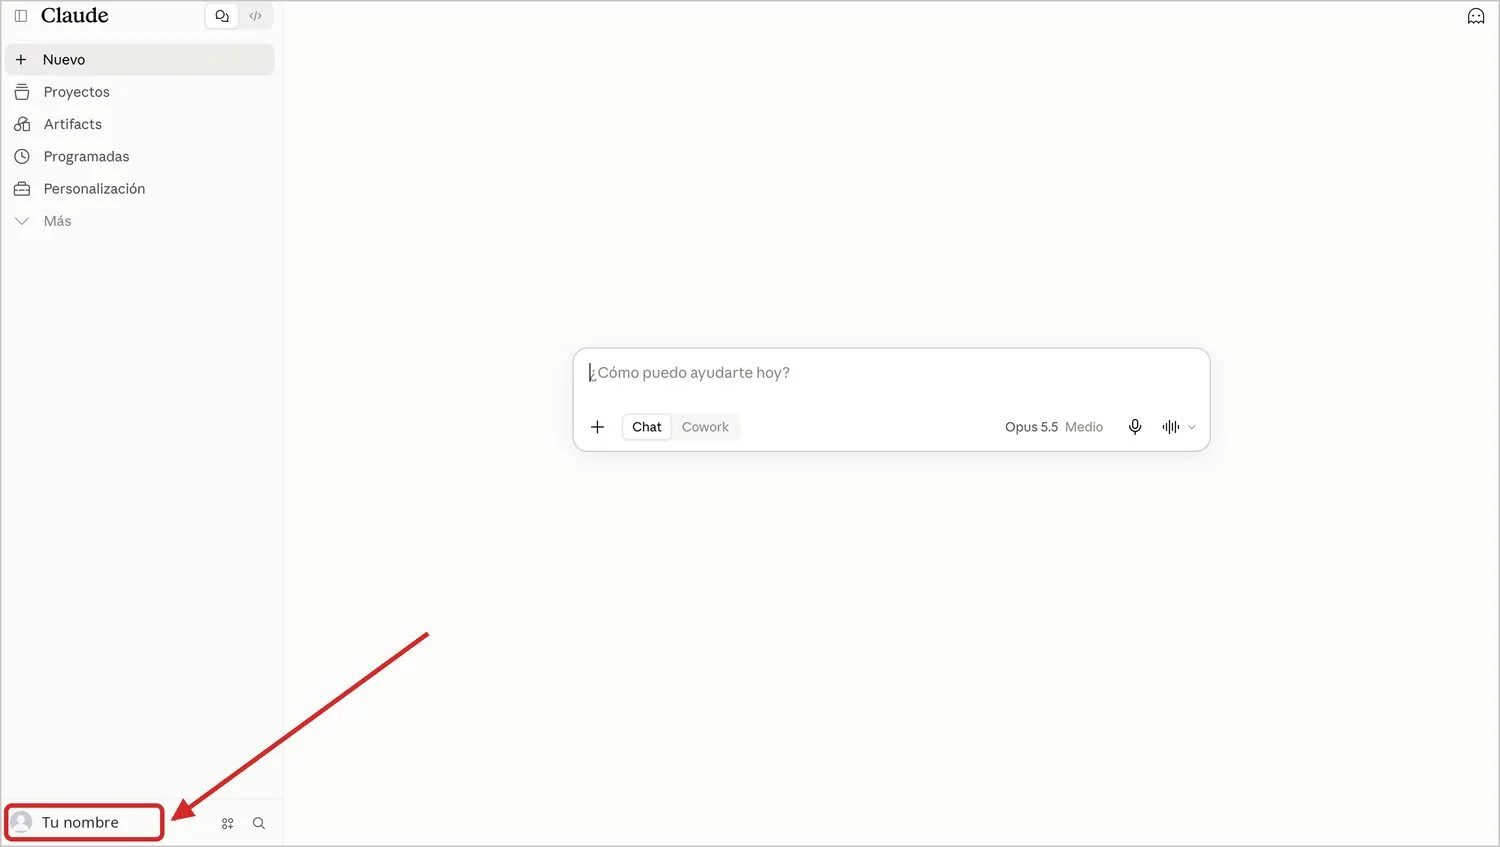 Claude
Nuevo
Proyectos
Artifacts
Programadas
Personalización
Más
¿Cómo puedo ayudarte hoy?
Chat Cowork Opus 5.5 Medio
Tu nombre